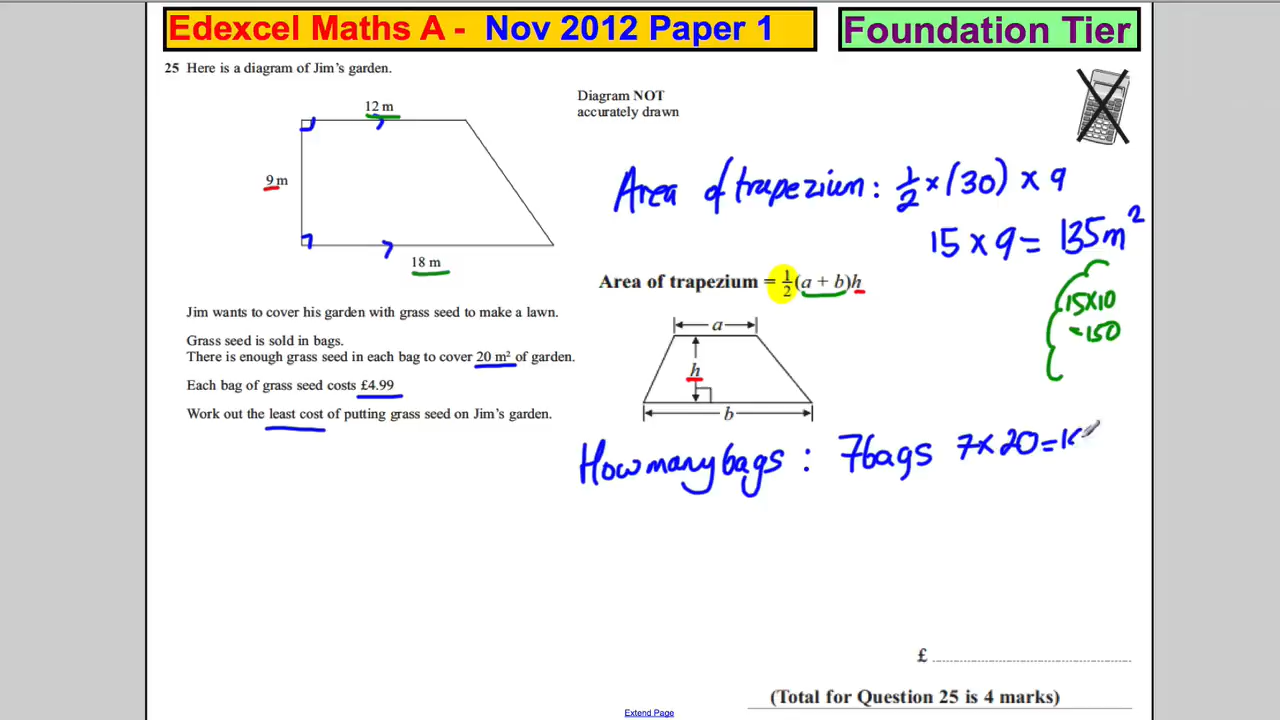 Edexcel Maths A - Nov 2012 Paper 1
Foundation Tier
25 Here is a diagram of Jim's garden.
12 m
9 m
18 m
Diagram NOT
accurately drawn
Area of trapezium : 1/2 × (30) × 9
15 × 9 = 135m²
15×10
=150
Area of trapezium = 1/2(a + b)h
a
h
b
Jim wants to cover his garden with grass seed to make a lawn.
Grass seed is sold in bags.
There is enough grass seed in each bag to cover 20 m² of garden.
Each bag of grass seed costs £4.99
Work out the least cost of putting grass seed on Jim's garden.
How many bags : 7bags 7×20=
£
(Total for Question 25 is 4 marks)
Extend Page